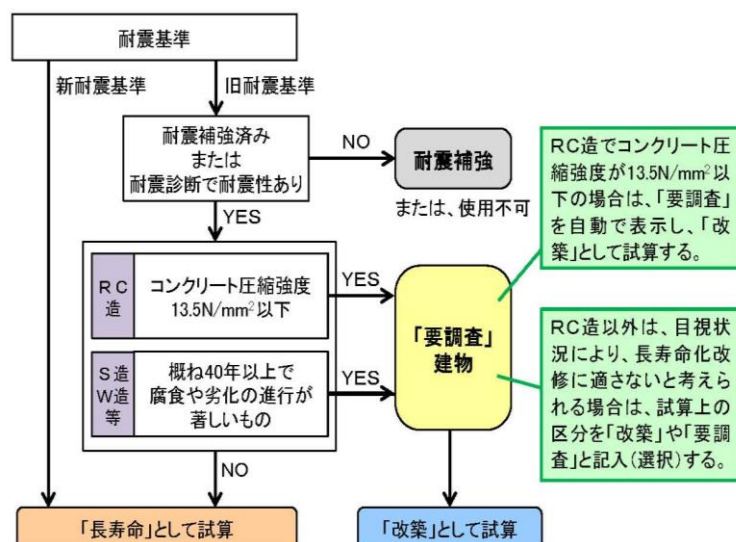 耐震基準
新耐震基準
旧耐震基準
耐震補強済み
または
耐震診断で耐震性あり
NO
耐震補強
または、使用不可
YES
RC
造
コンクリート圧縮強度
13.5N/mm²以下
YES
S造
W造
等
概ね40年以上で
腐食や劣化の進行が
著しいもの
YES
「要調査」
建物
NO
「長寿命」として試算
「改築」として試算
RC造でコンクリート圧
縮強度が13.5N/mm²以
下の場合は、「要調査」
を自動で表示し、「改
築」として試算する。
RC造以外は、目視状
況により、長寿命化改
修に適さないと考えら
れる場合は、試算上の
区分を「改築」や「要調
査」と記入(選択)する。